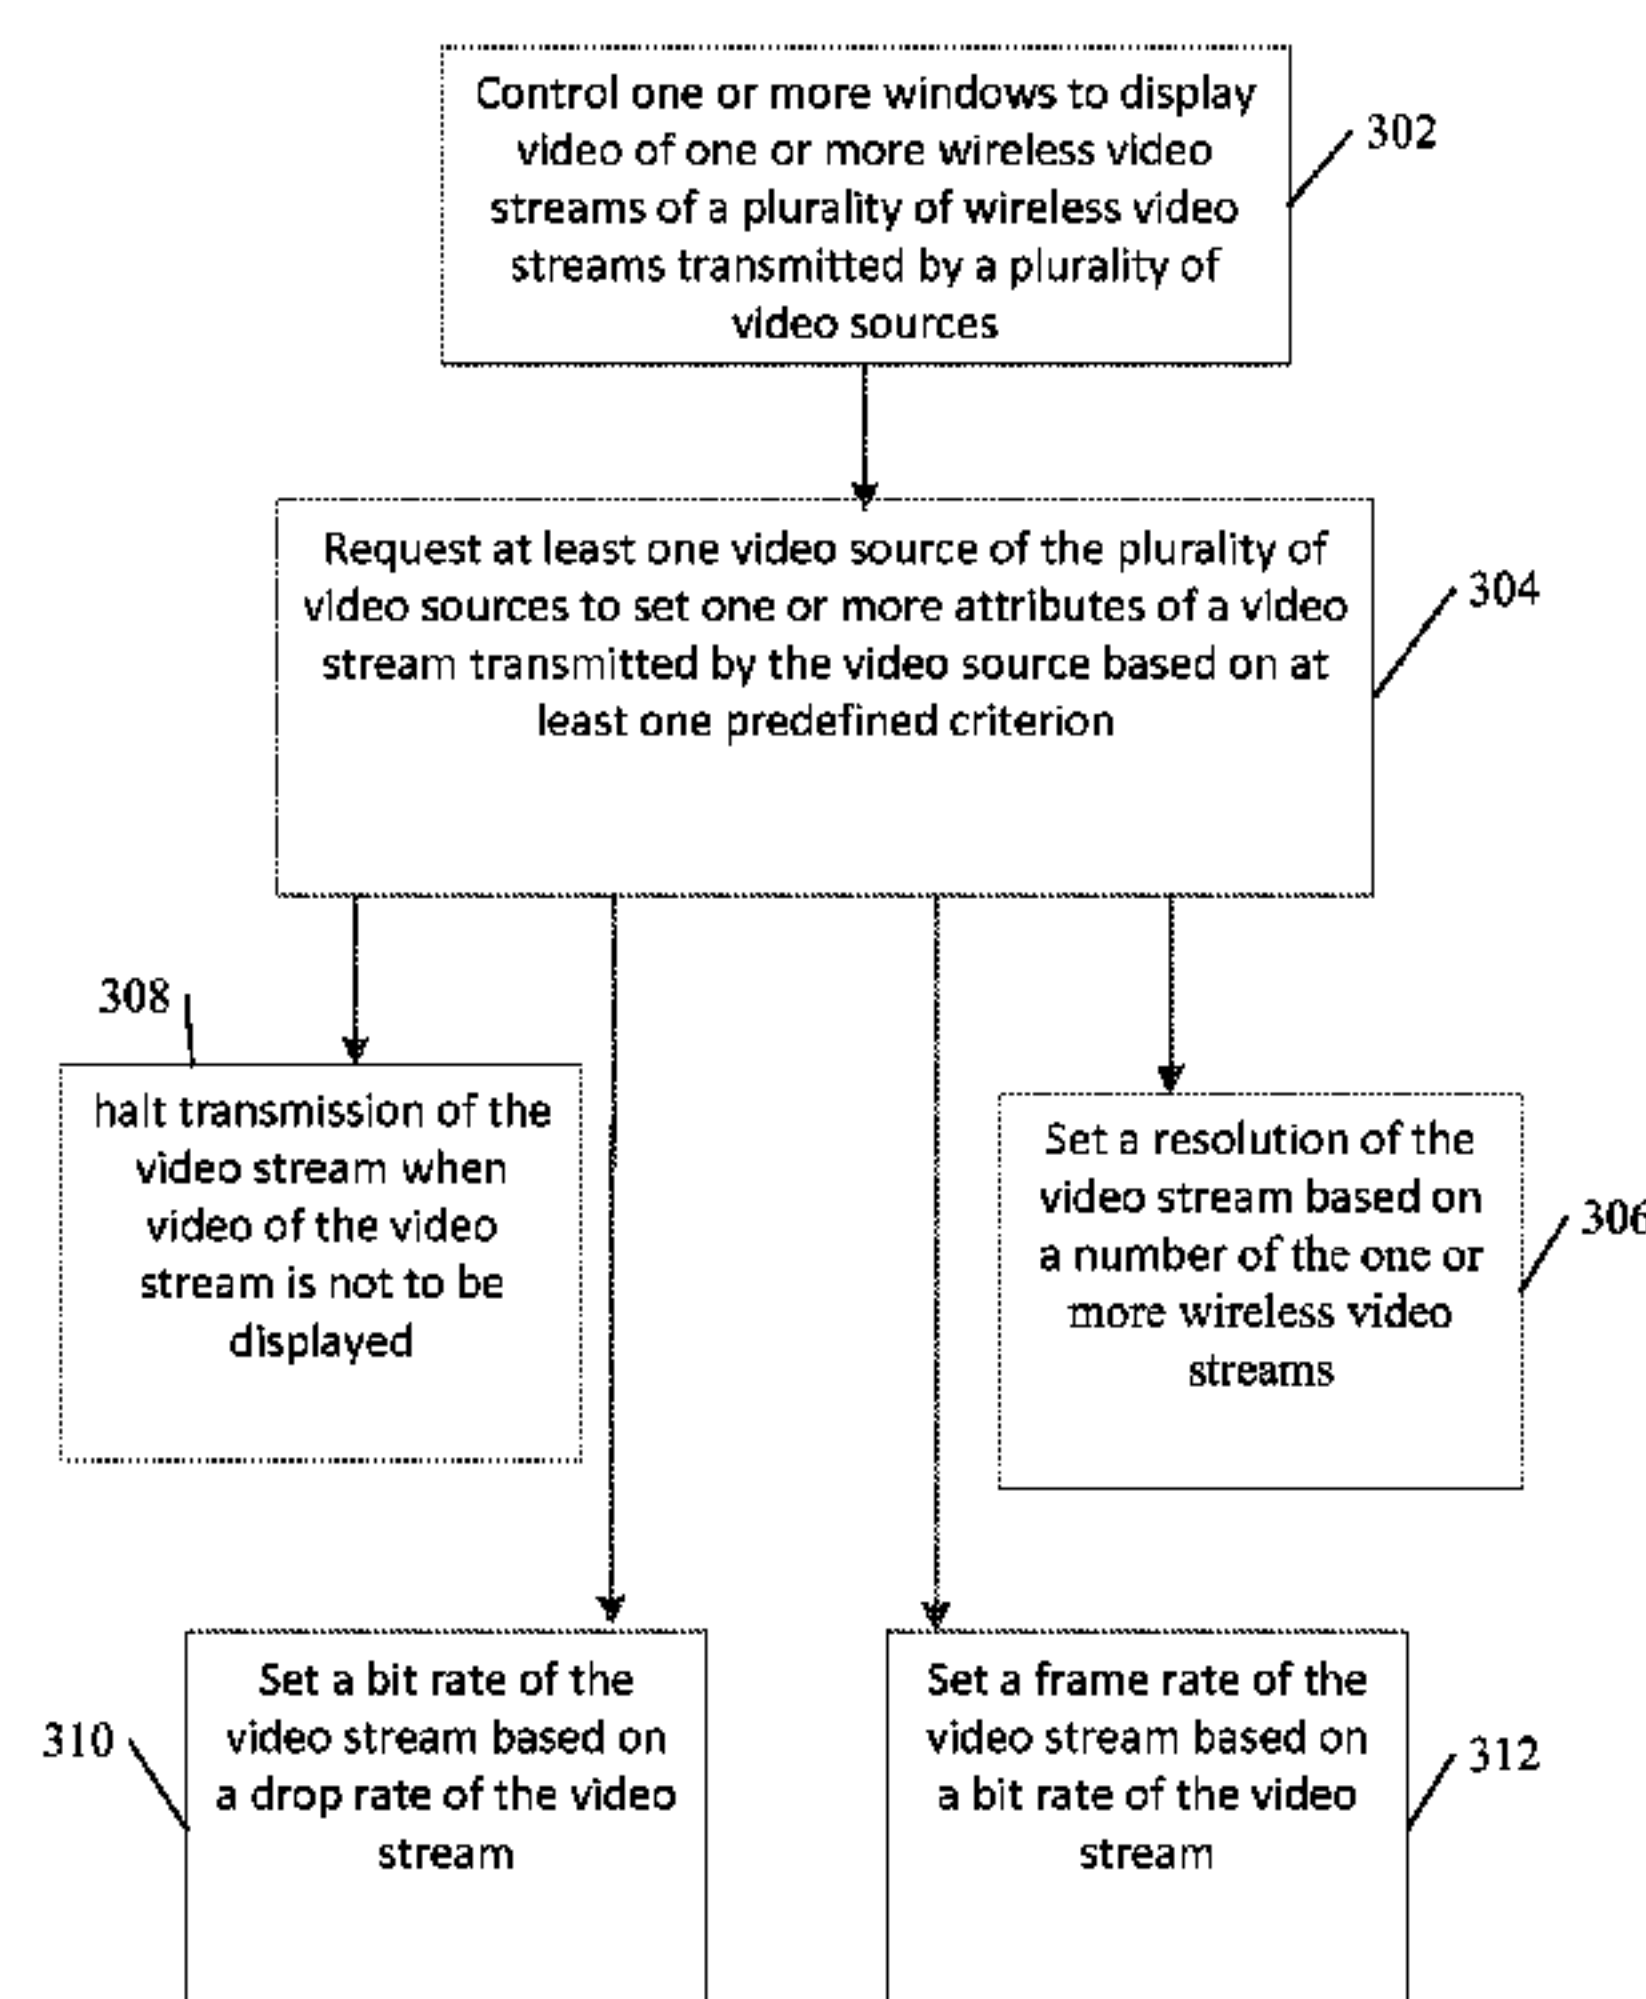 Control one or more windows to display
video of one or more wireless video
streams of a plurality of wireless video
streams transmitted by a plurality of
video sources
302
Request at least one video source of the plurality of
video sources to set one or more attributes of a video
stream transmitted by the video source based on at
least one predefined criterion
304
308
halt transmission of the
video stream when
video of the video
stream is not to be
displayed
Set a resolution of the
video stream based on
a number of the one or
more wireless video
streams
306
310
Set a bit rate of the
video stream based on
a drop rate of the video
stream
Set a frame rate of the
video stream based on
a bit rate of the video
stream
312